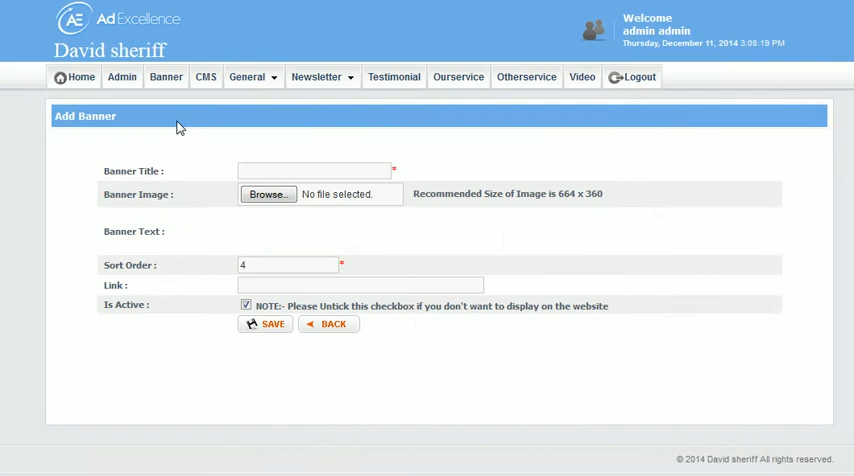 AE Ad Excellence
David sheriff
Welcome
admin admin
Thursday, December 11, 2014 3:08:19 PM
Home Admin Banner CMS General Newsletter Testimonial Ourservice Otherservice Video Logout
Add Banner
Banner Title : *
Banner Image : Browse... No file selected. Recommended Size of Image is 664 x 360
Banner Text :
Sort Order : 4 *
Link :
Is Active : NOTE:- Please Untick this checkbox if you don't want to display on the website
SAVE BACK
© 2014 David sheriff All rights reserved.